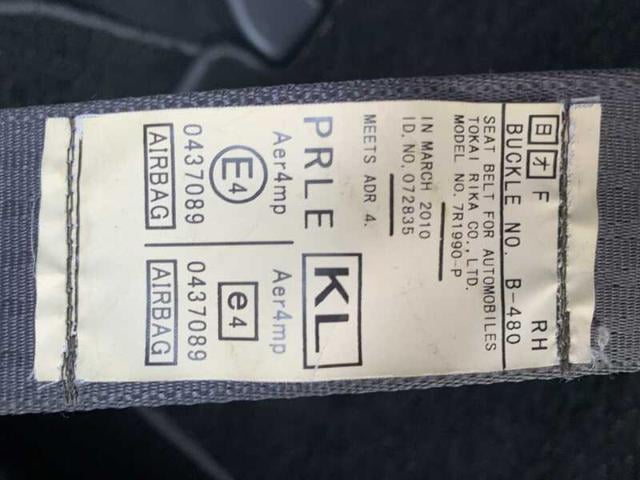 日 オ F RH
BUCKLE NO. B-480
SEAT BELT FOR AUTOMOBILES
TOKAI RIKA CO., LTD.
MODEL NO. 7R1990-P
IN MARCH 2010
ID. NO. 072835
MEETS ADR 4.
PRLE KL
Aer4mp Aer4mp
E4 e4
0437089 0437089
AIRBAG AIRBAG